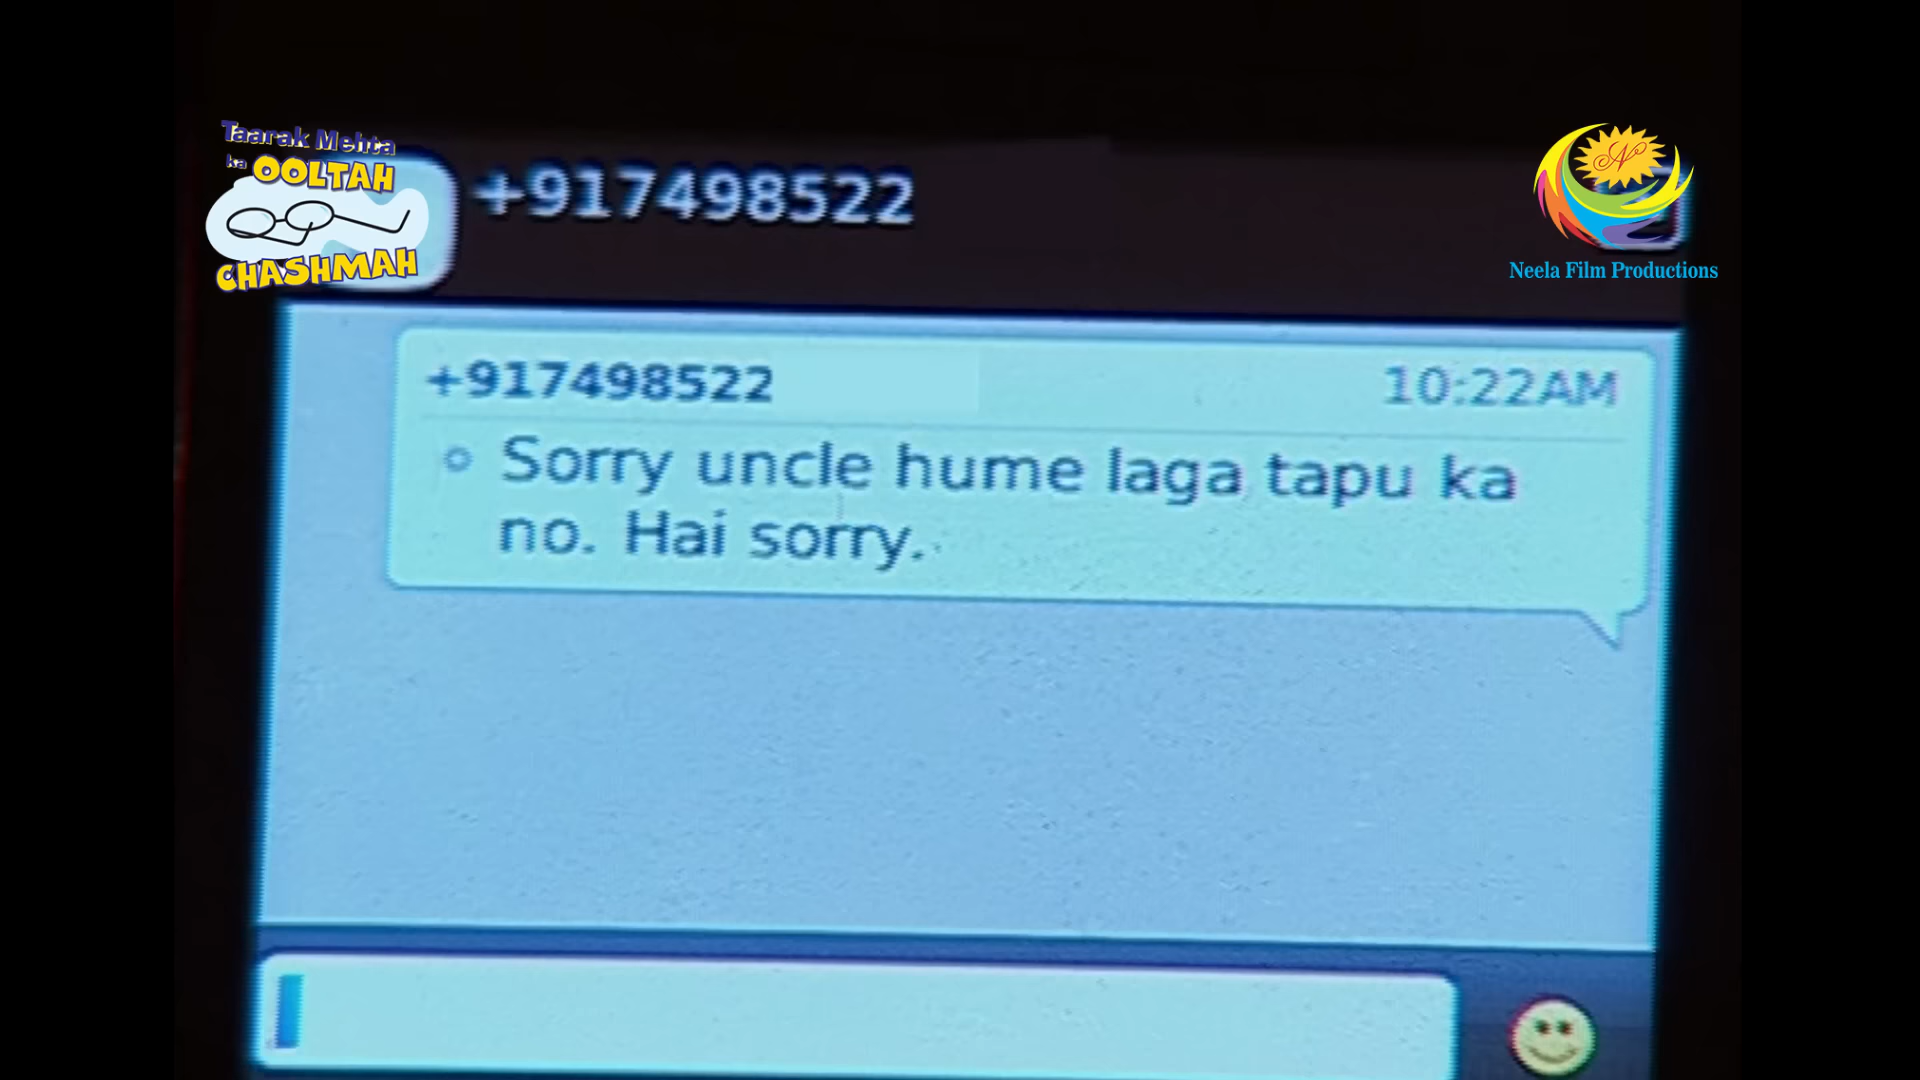 Taarak Mehta
ka OOLTAH
CHASHMAH
Neela Film Productions
+917498522
+917498522 10:22AM
Sorry uncle hume laga tapu ka
no. Hai sorry.